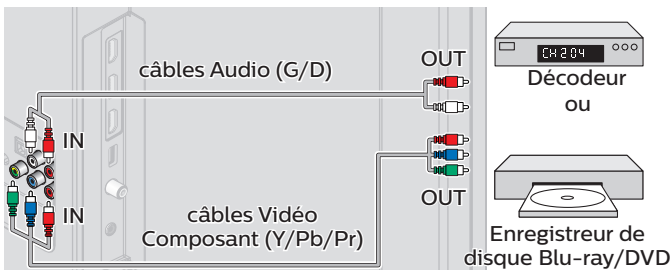 câbles Audio (G/D)
OUT
CH204
Décodeur
ou
IN
IN
OUT
câbles Vidéo
Composant (Y/Pb/Pr)
Enregistreur de
disque Blu-ray/DVD